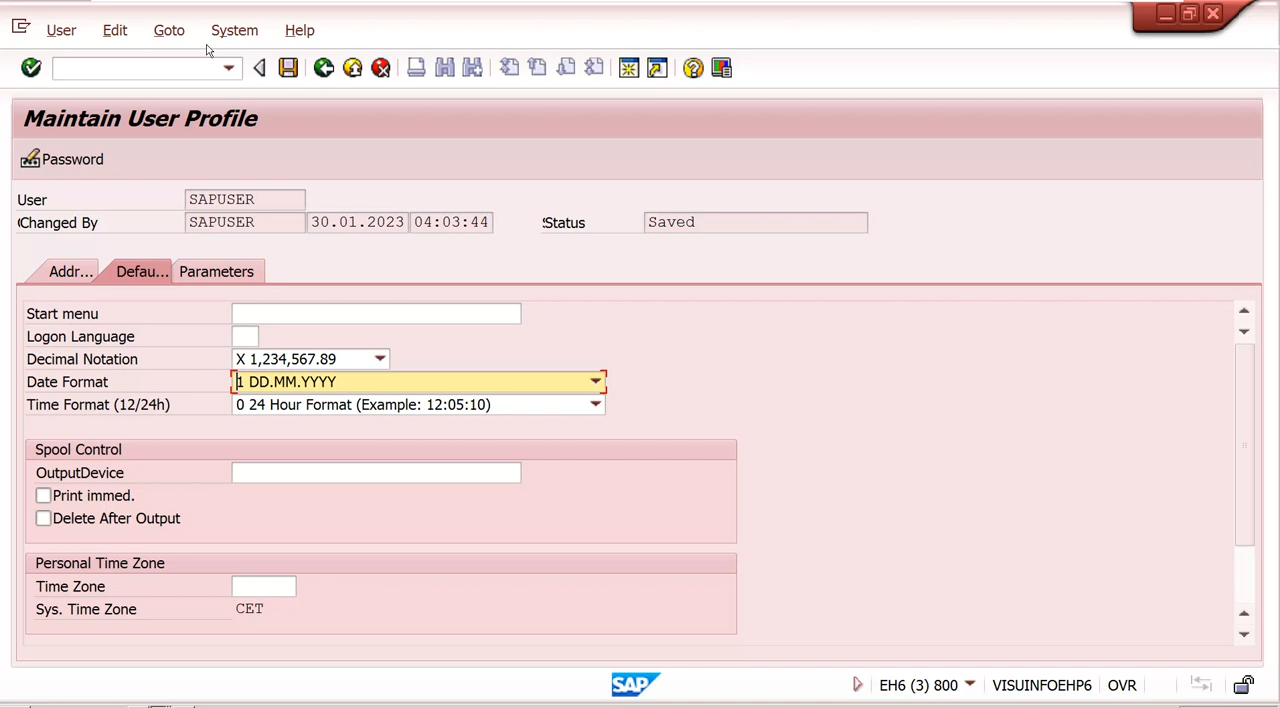 User Edit Goto System Help
Maintain User Profile
Password
User SAPUSER
Changed By SAPUSER 30.01.2023 04:03:44 Status Saved
Addr... Defau... Parameters
Start menu
Logon Language
Decimal Notation X 1,234,567.89
Date Format 1 DD.MM.YYYY
Time Format (12/24h) 0 24 Hour Format (Example: 12:05:10)
Spool Control
OutputDevice
Print immed.
Delete After Output
Personal Time Zone
Time Zone
Sys. Time Zone CET
SAP EH6 (3) 800 VISUINFOEHP6 OVR